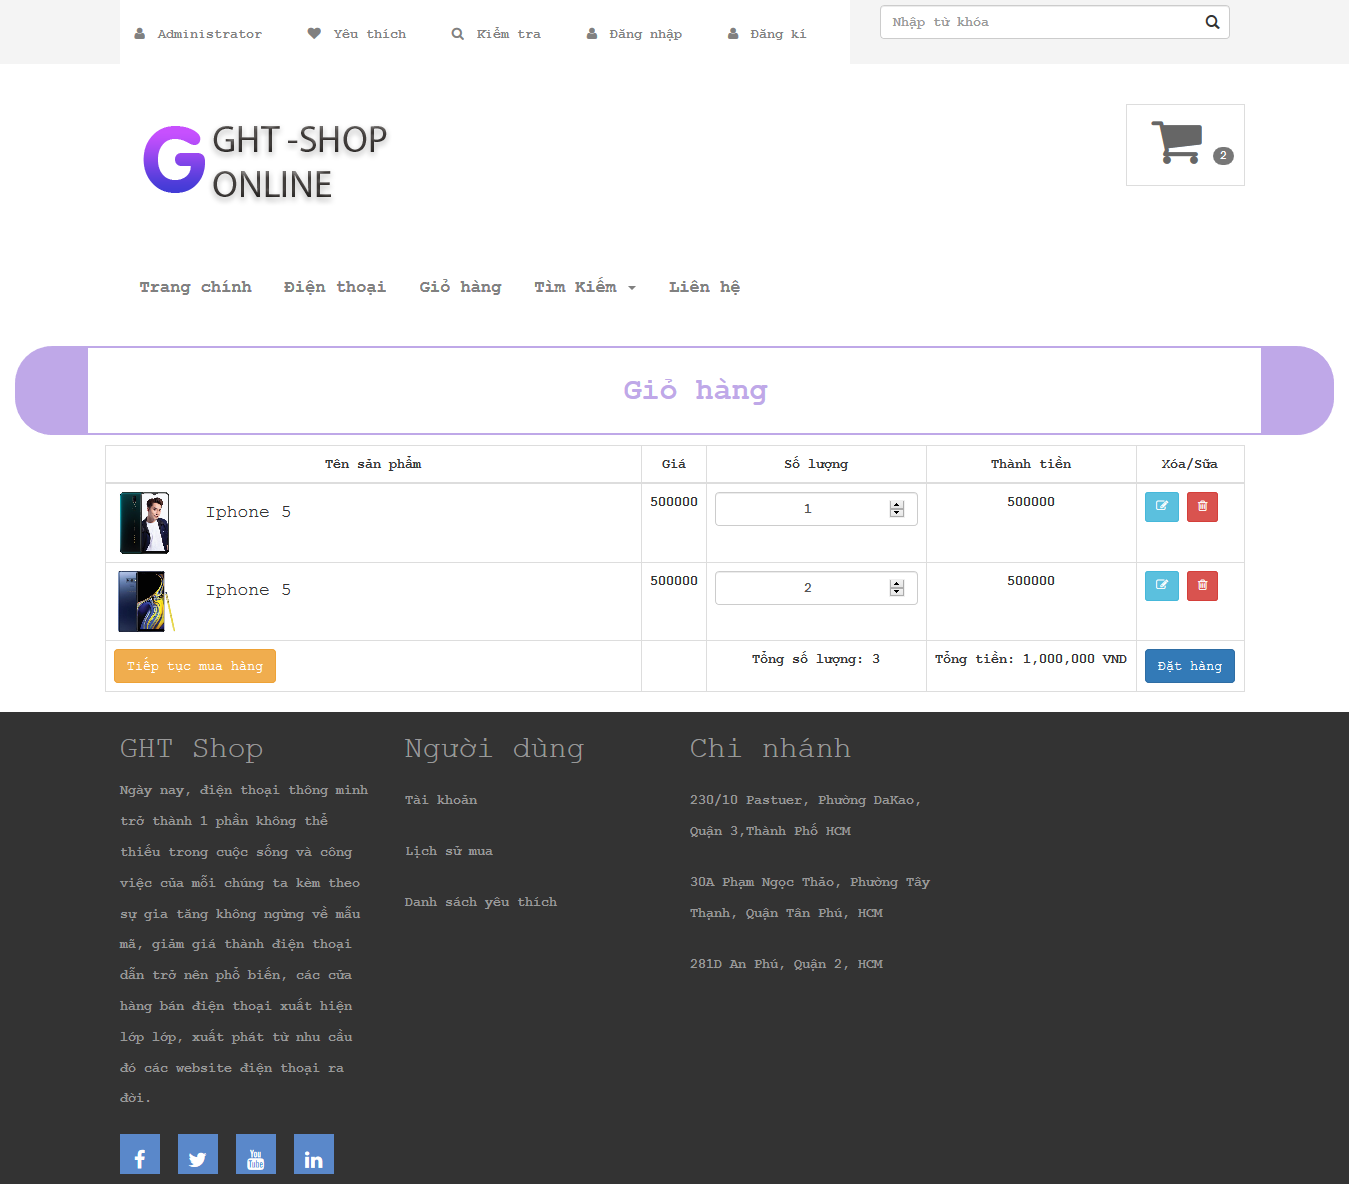 Administrator Yêu thích Kiểm tra Đăng nhập Đăng kí Nhập từ khóa
GHT -SHOP
ONLINE
2
Trang chính Điện thoại Giỏ hàng Tìm Kiếm Liên hệ
Giỏ hàng
Tên sản phẩm Giá Số lượng Thành tiền Xóa/Sữa
Iphone 5 500000 1 500000
Iphone 5 500000 2 500000
Tiếp tục mua hàng Tổng số lượng: 3 Tổng tiền: 1,000,000 VND Đặt hàng
GHT Shop
Ngày nay, điện thoại thông minh
trở thành 1 phần không thể
thiếu trong cuộc sống và công
việc của mỗi chúng ta kèm theo
sự gia tăng không ngừng về mẫu
mã, giảm giá thành điện thoại
dẫn trở nên phổ biến, các cửa
hàng bán điện thoại xuất hiện
lớp lớp, xuất phát từ nhu cầu
đó các website điện thoại ra
đời.
You
Tube
Người dùng
Tài khoản
Lịch sử mua
Danh sách yêu thích
Chi nhánh
230/10 Pastuer, Phường DaKao,
Quận 3,Thành Phố HCM
30A Phạm Ngọc Thảo, Phường Tây
Thạnh, Quận Tân Phú, HCM
281D An Phú, Quận 2, HCM